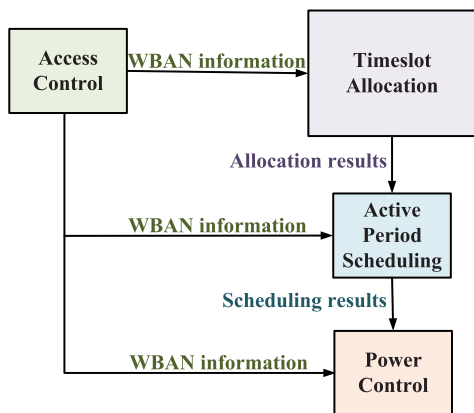 Access
Control
WBAN information
Timeslot
Allocation
Allocation results
WBAN information
Active
Period
Scheduling
Scheduling results
WBAN information
Power
Control